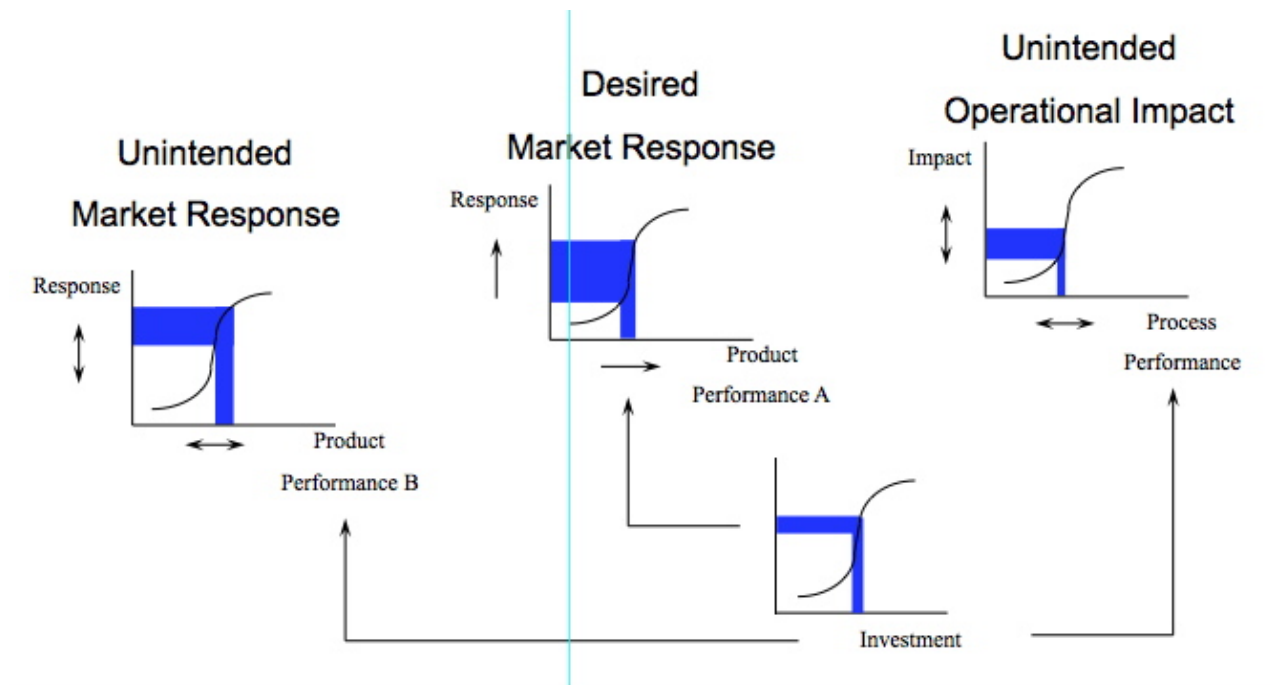 Unintended
Market Response
Response
Product
Performance B
Desired
Market Response
Response
Product
Performance A
Unintended
Operational Impact
Impact
Process
Performance
Investment